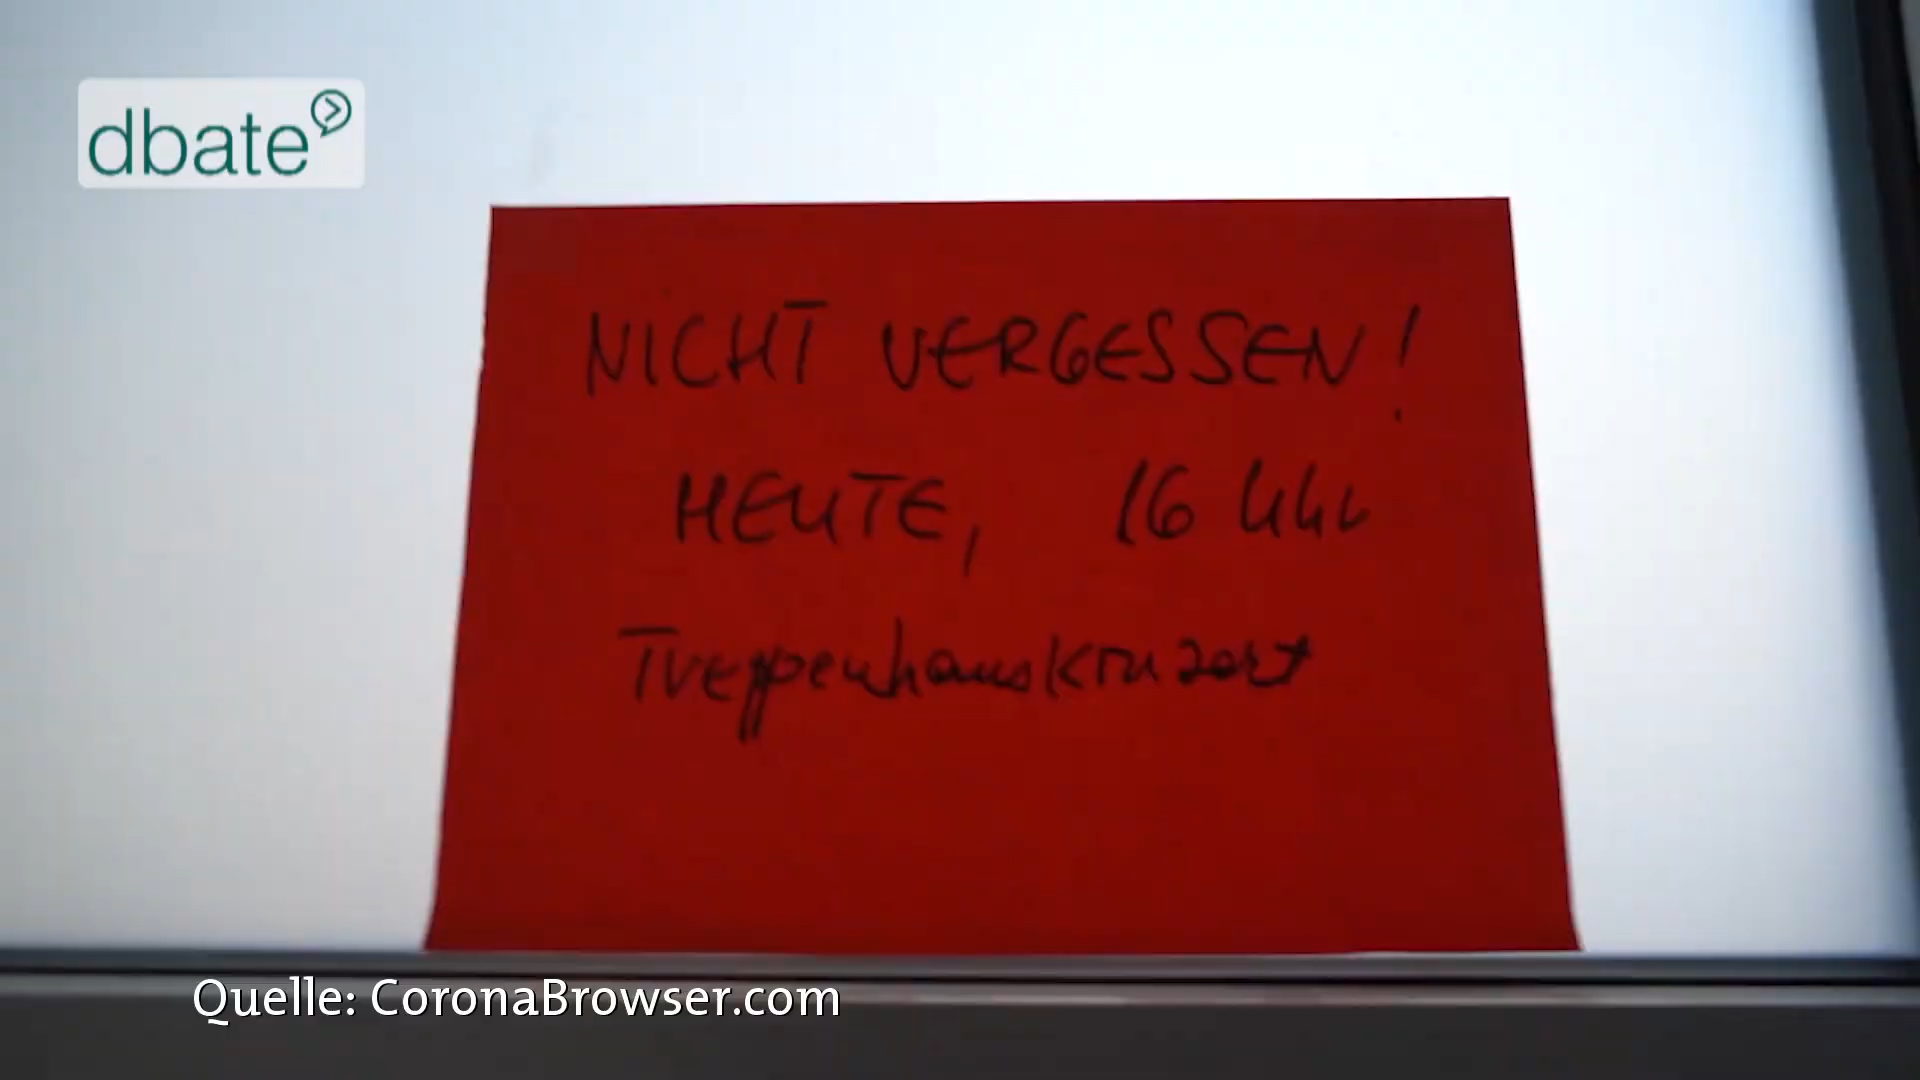 dbate
NICHT VERGESSEN!
HEUTE, 16 Uhr
Treppenhauskonzert
Quelle: CoronaBrowser.com